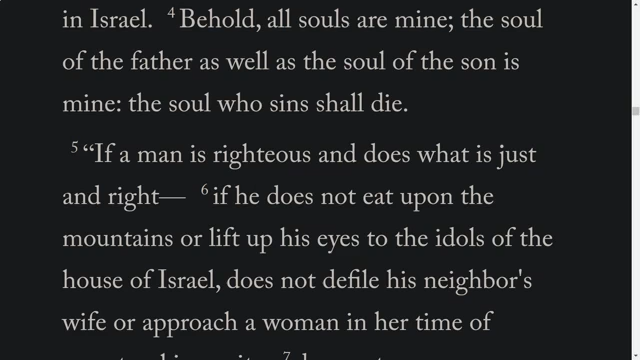 in Israel. 4 Behold, all souls are mine; the soul
of the father as well as the soul of the son is
mine: the soul who sins shall die.
5 “If a man is righteous and does what is just
and right— 6 if he does not eat upon the
mountains or lift up his eyes to the idols of the
house of Israel, does not defile his neighbor's
wife or approach a woman in her time of
7